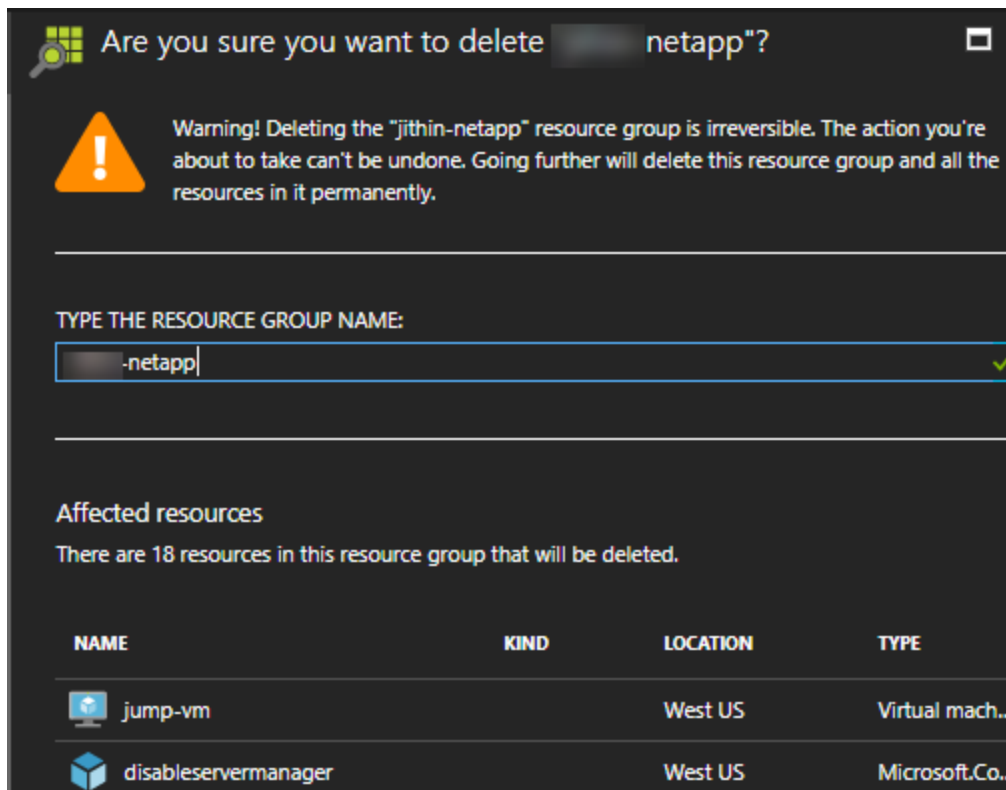 Are you sure you want to delete netapp"?
Warning! Deleting the "jithin-netapp" resource group is irreversible. The action you're
about to take can't be undone. Going further will delete this resource group and all the
resources in it permanently.
TYPE THE RESOURCE GROUP NAME:
-netapp
Affected resources
There are 18 resources in this resource group that will be deleted.
NAME KIND LOCATION TYPE
jump-vm West US Virtual mach...
disableservermanager West US Microsoft.Co...